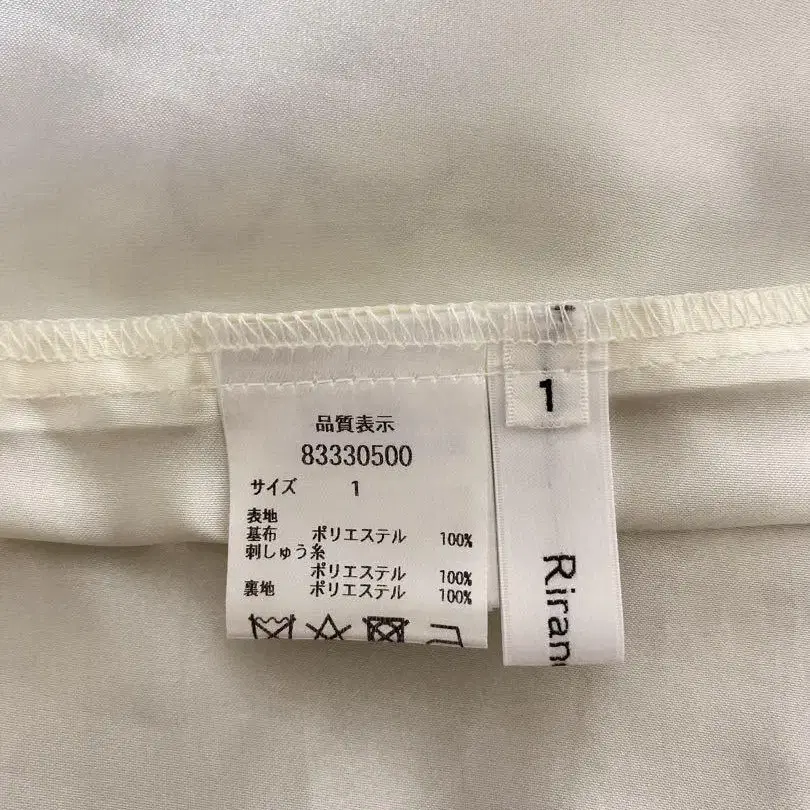 品質表示
83330500
サイズ 1
表地
基布 ポリエステル 100%
刺しゅう糸
ポリエステル 100%
裏地 ポリエステル 100%
1
Riran